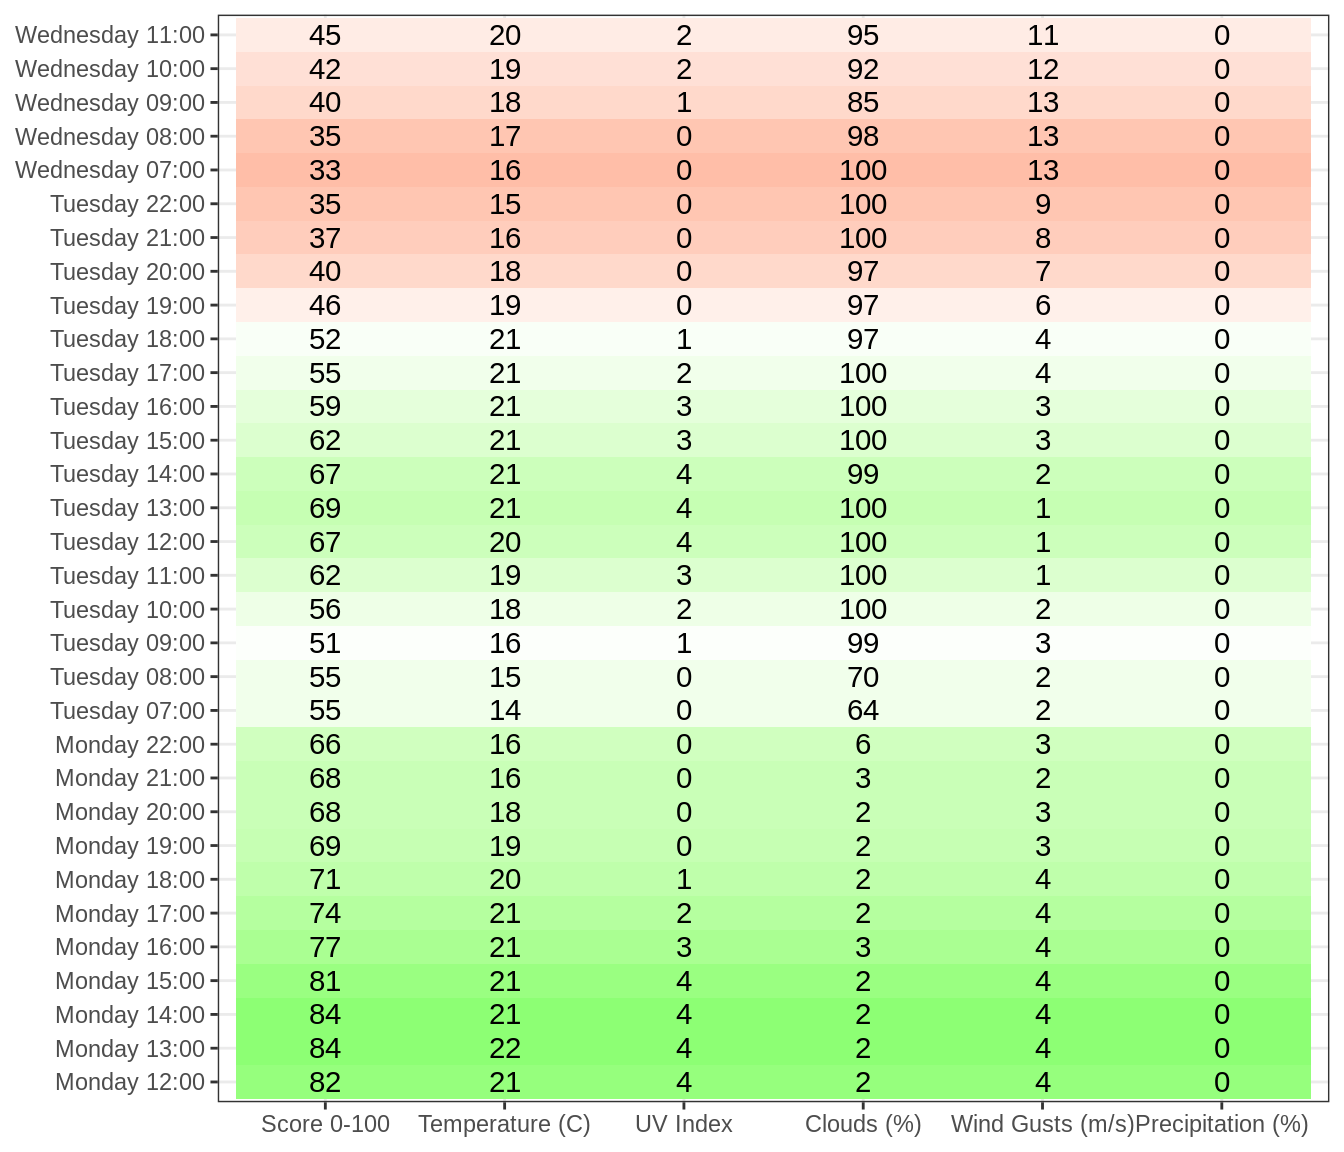 Wednesday 11:00 45 20 2 95 11 0
Wednesday 10:00 42 19 2 92 12 0
Wednesday 09:00 40 18 1 85 13 0
Wednesday 08:00 35 17 0 98 13 0
Wednesday 07:00 33 16 0 100 13 0
Tuesday 22:00 35 15 0 100 9 0
Tuesday 21:00 37 16 0 100 8 0
Tuesday 20:00 40 18 0 97 7 0
Tuesday 19:00 46 19 0 97 6 0
Tuesday 18:00 52 21 1 97 4 0
Tuesday 17:00 55 21 2 100 4 0
Tuesday 16:00 59 21 3 100 3 0
Tuesday 15:00 62 21 3 100 3 0
Tuesday 14:00 67 21 4 99 2 0
Tuesday 13:00 69 21 4 100 1 0
Tuesday 12:00 67 20 4 100 1 0
Tuesday 11:00 62 19 3 100 1 0
Tuesday 10:00 56 18 2 100 2 0
Tuesday 09:00 51 16 1 99 3 0
Tuesday 08:00 55 15 0 70 2 0
Tuesday 07:00 55 14 0 64 2 0
Monday 22:00 66 16 0 6 3 0
Monday 21:00 68 16 0 3 2 0
Monday 20:00 68 18 0 2 3 0
Monday 19:00 69 19 0 2 3 0
Monday 18:00 71 20 1 2 4 0
Monday 17:00 74 21 2 2 4 0
Monday 16:00 77 21 3 3 4 0
Monday 15:00 81 21 4 2 4 0
Monday 14:00 84 21 4 2 4 0
Monday 13:00 84 22 4 2 4 0
Monday 12:00 82 21 4 2 4 0
Score 0-100 Temperature (C) UV Index Clouds (%) Wind Gusts (m/s) Precipitation (%)